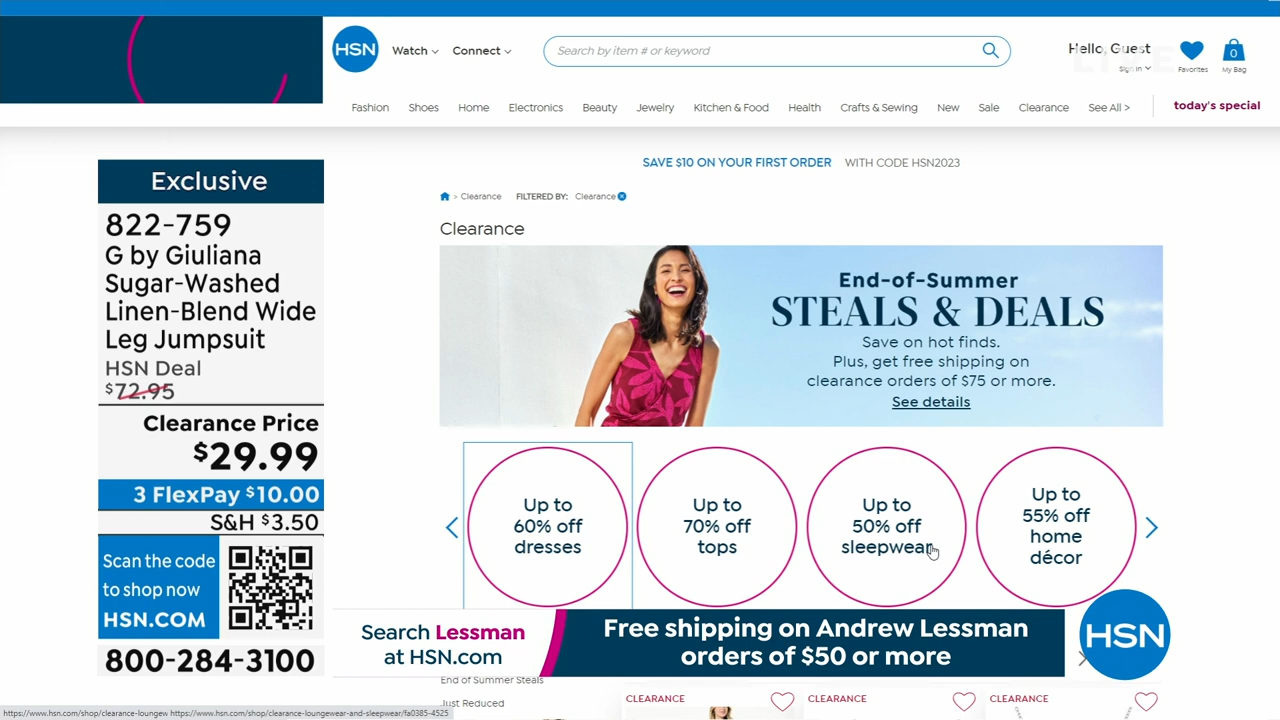 HSN
Watch
Connect
Search by item # or keyword
Hello, Guest
Sign In
LIVE
Favorites
0
My Bag
Fashion
Shoes
Home
Electronics
Beauty
Jewelry
Kitchen & Food
Health
Crafts & Sewing
New
Sale
Clearance
See All >
today's special
SAVE $10 ON YOUR FIRST ORDER WITH CODE HSN2023
> Clearance FILTERED BY: Clearance
Clearance
End-of-Summer
STEALS & DEALS
Save on hot finds.
Plus, get free shipping on
clearance orders of $75 or more.
See details
Up to
60% off
dresses
Up to
70% off
tops
Up to
50% off
sleepwear
Up to
55% off
home
décor
Exclusive
822-759
G by Giuliana
Sugar-Washed
Linen-Blend Wide
Leg Jumpsuit
HSN Deal
$72.95
Clearance Price
$29.99
3 FlexPay $10.00
S&H $3.50
Scan the code
to shop now
HSN.COM
800-284-3100
Search Lessman
at HSN.com
Free shipping on Andrew Lessman
orders of $50 or more
HSN
End of Summer Steals
Just Reduced
CLEARANCE
CLEARANCE
CLEARANCE
https://www.hsn.com/shop/clearance-loungew https://www.hsn.com/shop/clearance-loungewear-and-sleepwear/fa0385-4525